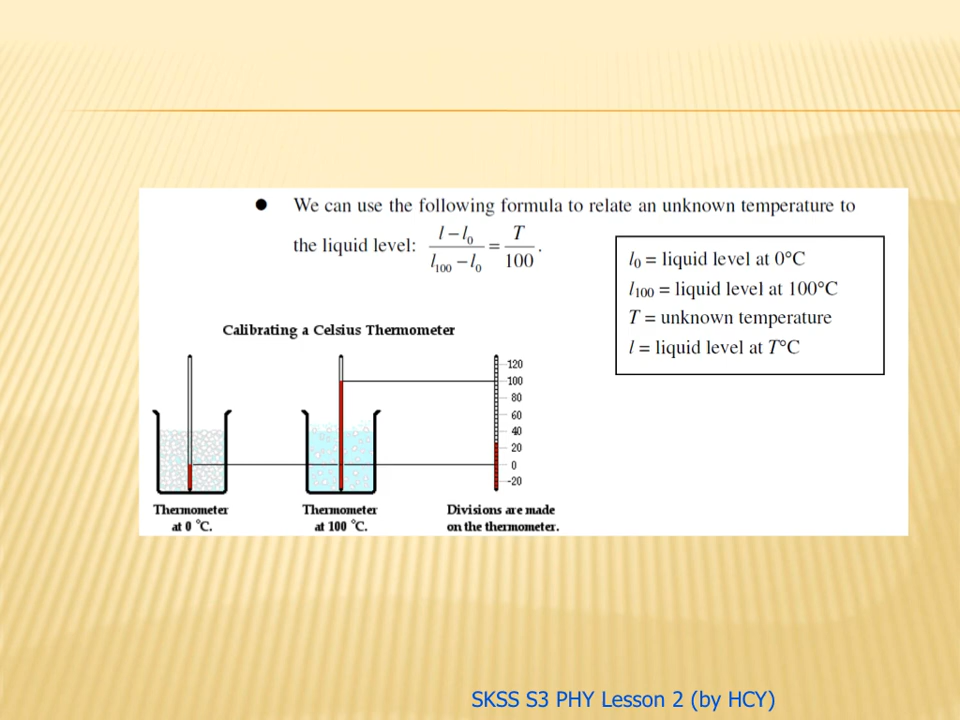 ● We can use the following formula to relate an unknown temperature to
the liquid level: (l − l₀)/(l₁₀₀ − l₀) = T/100.
l₀ = liquid level at 0°C
l₁₀₀ = liquid level at 100°C
T = unknown temperature
l = liquid level at T°C
Calibrating a Celsius Thermometer
120
100
80
60
40
20
0
-20
Thermometer
at 0 °C.
Thermometer
at 100 °C.
Divisions are made
on the thermometer.
SKSS S3 PHY Lesson 2 (by HCY)